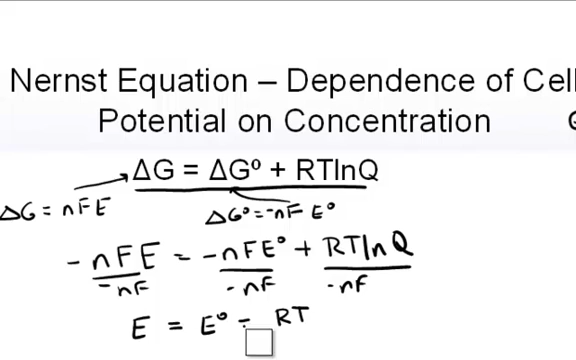 Nernst Equation – Dependence of Cell
Potential on Concentration
ΔG = ΔG° + RTlnQ
ΔG = nFE
ΔG° = -nFE°
-nFE = -nFE° + RTlnQ
-nF -nF -nF
E = E° - RT